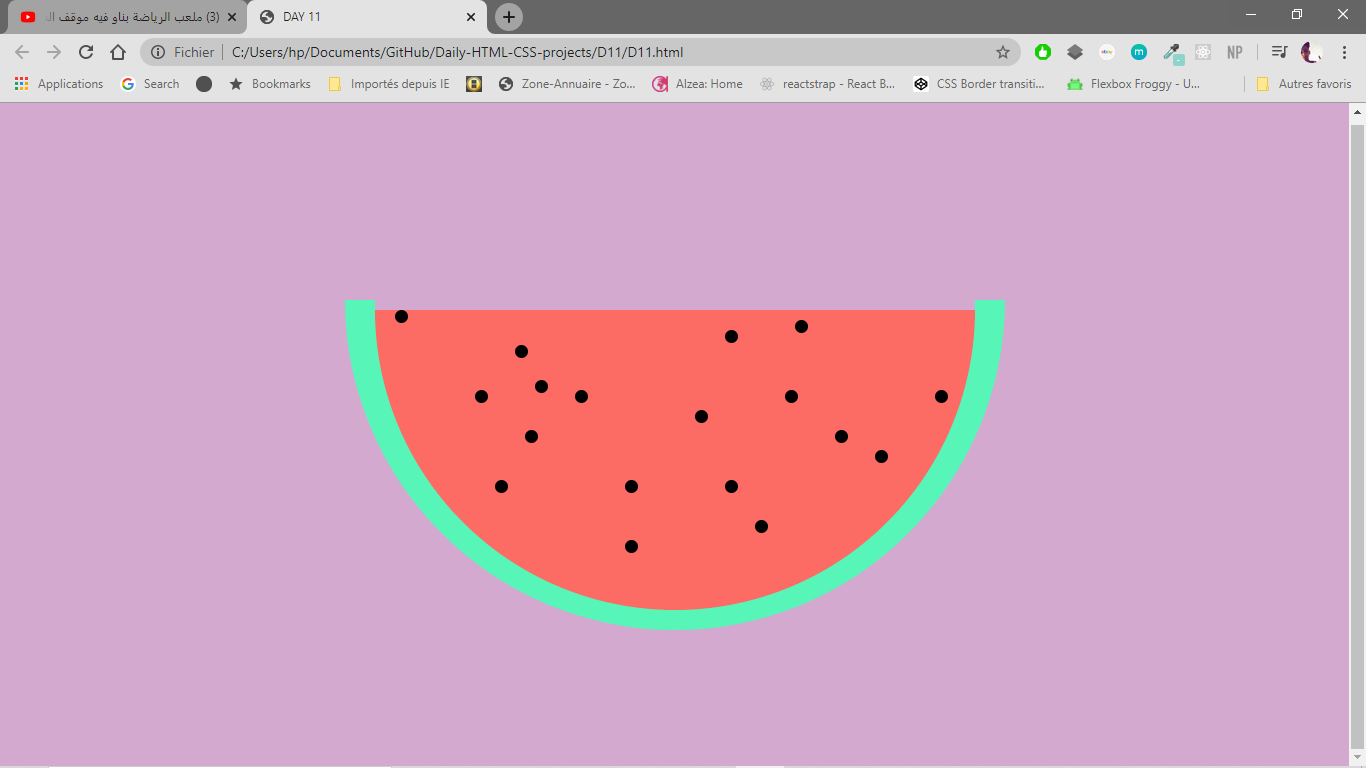 (3) ملعب الرياضة بناو فيه موقف ال
DAY 11
Fichier
C:/Users/hp/Documents/GitHub/Daily-HTML-CSS-projects/D11/D11.html
ebay
m
NP
Applications
Search
Bookmarks
Importés depuis IE
Zone-Annuaire - Zo...
Alzea: Home
reactstrap - React B...
CSS Border transiti...
Flexbox Froggy - U...
Autres favoris